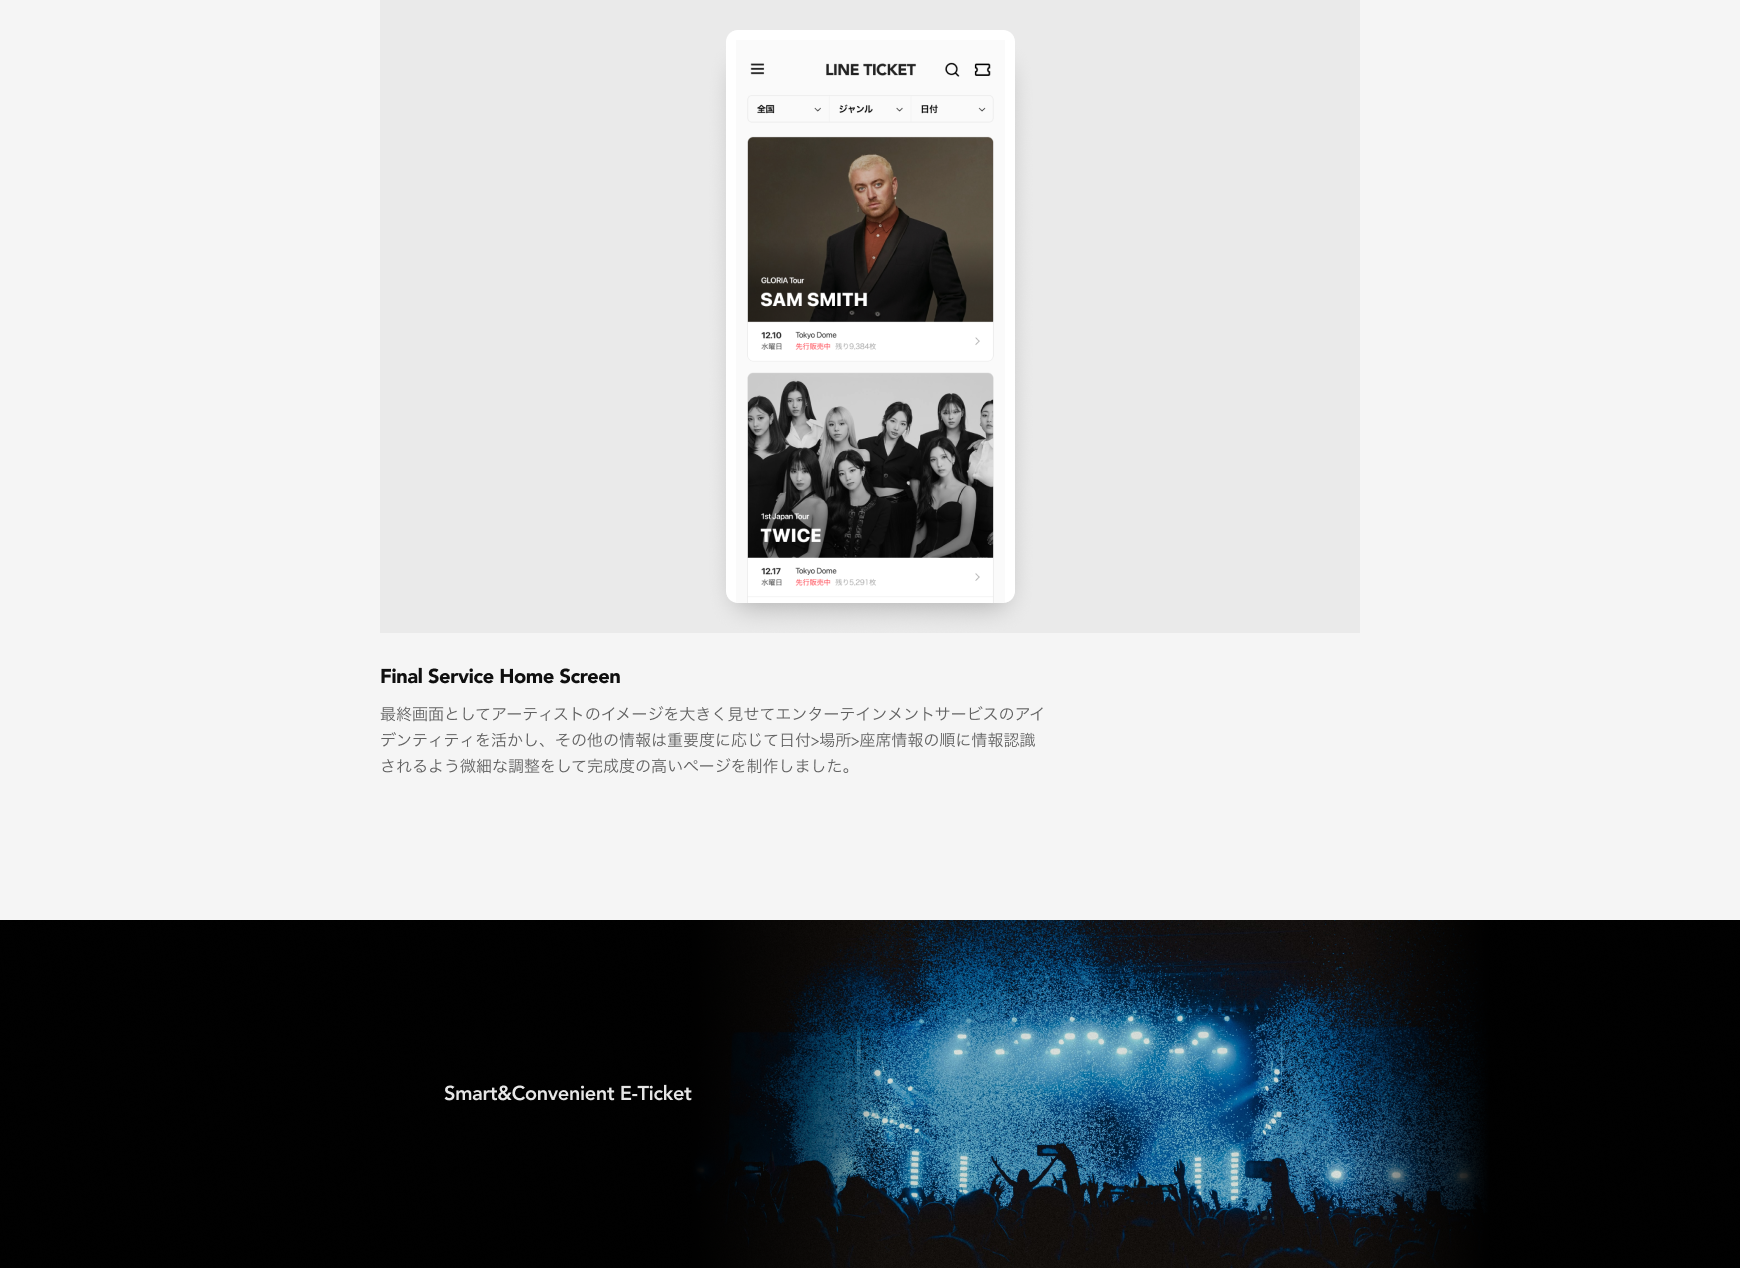 LINE TICKET
全国 ジャンル 日付
GLORIA Tour
SAM SMITH
12.10 Tokyo Dome
水曜日 先行販売中 残り9,384枚
1st Japan Tour
TWICE
12.17 Tokyo Dome
水曜日 先行販売中 残り5,291枚
Final Service Home Screen
最終画面としてアーティストのイメージを大きく見せてエンターテインメントサービスのアイ
デンティティを活かし、その他の情報は重要度に応じて日付>場所>座席情報の順に情報認識
されるよう微細な調整をして完成度の高いページを制作しました。
Smart&Convenient E-Ticket